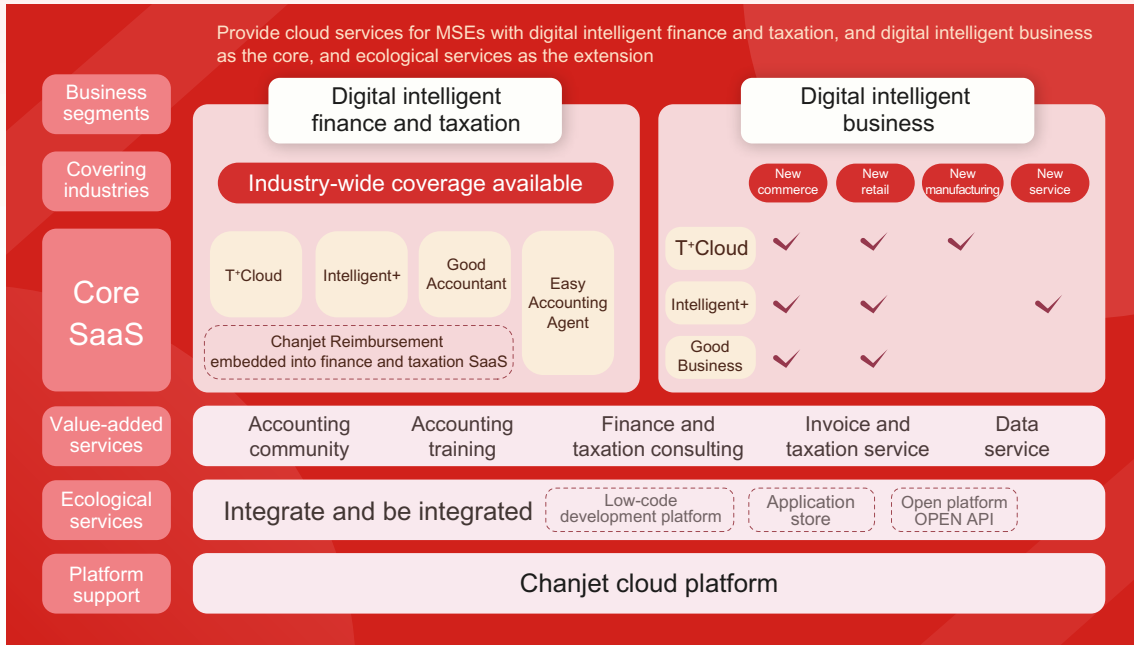 Provide cloud services for MSEs with digital intelligent finance and taxation, and digital intelligent business
as the core, and ecological services as the extension
Business
segments
Digital intelligent
finance and taxation
Digital intelligent
business
Covering
industries
Industry-wide coverage available
New
commerce
New
retail
New
manufacturing
New
service
Core
SaaS
T+Cloud
Intelligent+
Good
Accountant
Easy
Accounting
Agent
Chanjet Reimbursement
embedded into finance and taxation SaaS
T+Cloud
Intelligent+
Good
Business
Value-added
services
Accounting
community
Accounting
training
Finance and
taxation consulting
Invoice and
taxation service
Data
service
Ecological
services
Integrate and be integrated
Low-code
development platform
Application
store
Open platform
OPEN API
Platform
support
Chanjet cloud platform